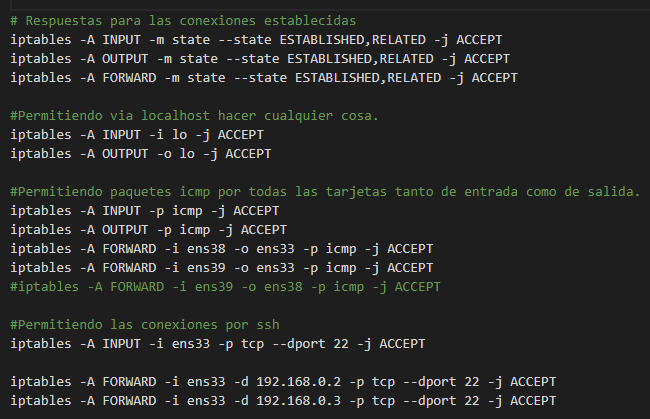 # Respuestas para las conexiones establecidas
iptables -A INPUT -m state --state ESTABLISHED,RELATED -j ACCEPT
iptables -A OUTPUT -m state --state ESTABLISHED,RELATED -j ACCEPT
iptables -A FORWARD -m state --state ESTABLISHED,RELATED -j ACCEPT
#Permitiendo via localhost hacer cualquier cosa.
iptables -A INPUT -i lo -j ACCEPT
iptables -A OUTPUT -o lo -j ACCEPT
#Permitiendo paquetes icmp por todas las tarjetas tanto de entrada como de salida.
iptables -A INPUT -p icmp -j ACCEPT
iptables -A OUTPUT -p icmp -j ACCEPT
iptables -A FORWARD -i ens38 -o ens33 -p icmp -j ACCEPT
iptables -A FORWARD -i ens39 -o ens33 -p icmp -j ACCEPT
#iptables -A FORWARD -i ens39 -o ens38 -p icmp -j ACCEPT
#Permitiendo las conexiones por ssh
iptables -A INPUT -i ens33 -p tcp --dport 22 -j ACCEPT
iptables -A FORWARD -i ens33 -d 192.168.0.2 -p tcp --dport 22 -j ACCEPT
iptables -A FORWARD -i ens33 -d 192.168.0.3 -p tcp --dport 22 -j ACCEPT